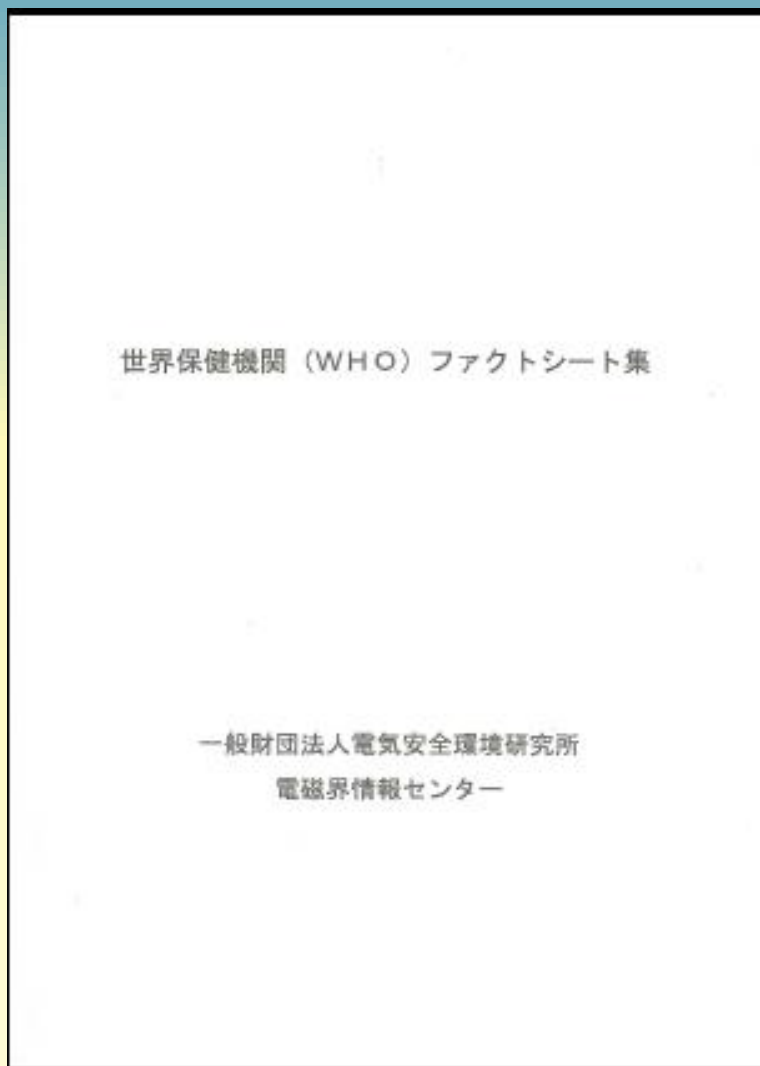 世界保健機関（ＷＨＯ）ファクトシート集
一般財団法人電気安全環境研究所
電磁界情報センター